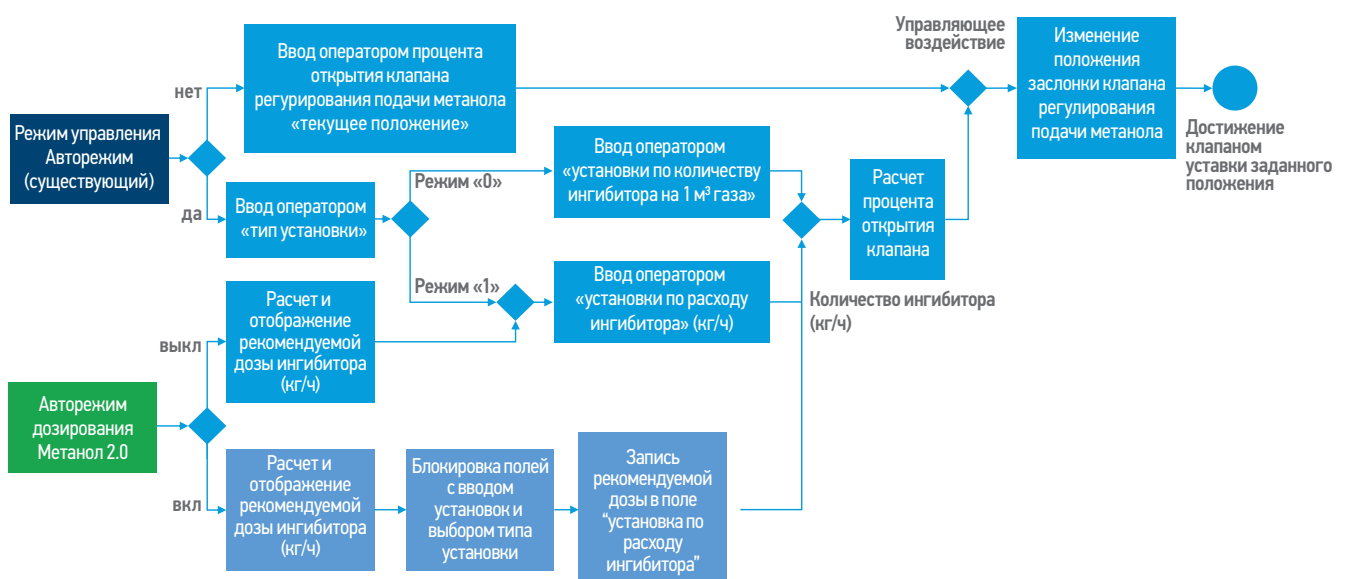 Управляющее
воздействие
Изменение
положения
заслонки клапана
регулирования
подачи метанола
Ввод оператором процента
открытия клапана
регурирования подачи метанола
«текущее положение»
нет
Режим управления
Авторежим
(существующий)
Достижение
клапаном
уставки заданного
положения
Ввод оператором
«установки по количеству
ингибитора на 1 м³ газа»
Режим «0»
Расчет
процента
открытия
клапана
да
Ввод оператором
«тип установки»
Режим «1»
Ввод оператором
«установки по расходу
ингибитора» (кг/ч)
Количество ингибитора
(кг/ч)
Расчет и
отображение
рекомендуемой
дозы ингибитора
(кг/ч)
выкл
Авторежим
дозирования
Метанол 2.0
вкл
Расчет и
отображение
рекомендуемой
дозы ингибитора
(кг/ч)
Блокировка полей
с вводом
установок и
выбором типа
установки
Запись
рекомендуемой
дозы в поле
“установка по
расходу
ингибитора”